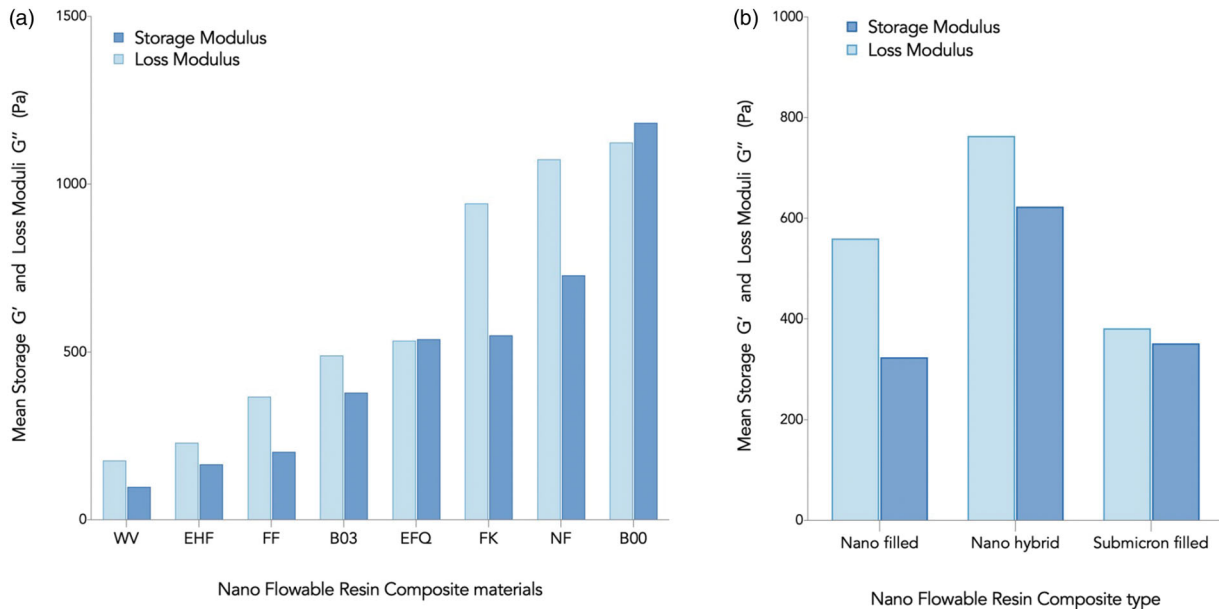 (a)
Mean Storage G′ and Loss Moduli G″ (Pa)
1500
1000
500
0
Storage Modulus
Loss Modulus
WV EHF FF B03 EFQ FK NF B00
Nano Flowable Resin Composite materials
(b)
Mean Storage G′ and Loss Moduli G″ (Pa)
1000
800
600
400
200
0
Storage Modulus
Loss Modulus
Nano filled Nano hybrid Submicron filled
Nano Flowable Resin Composite type